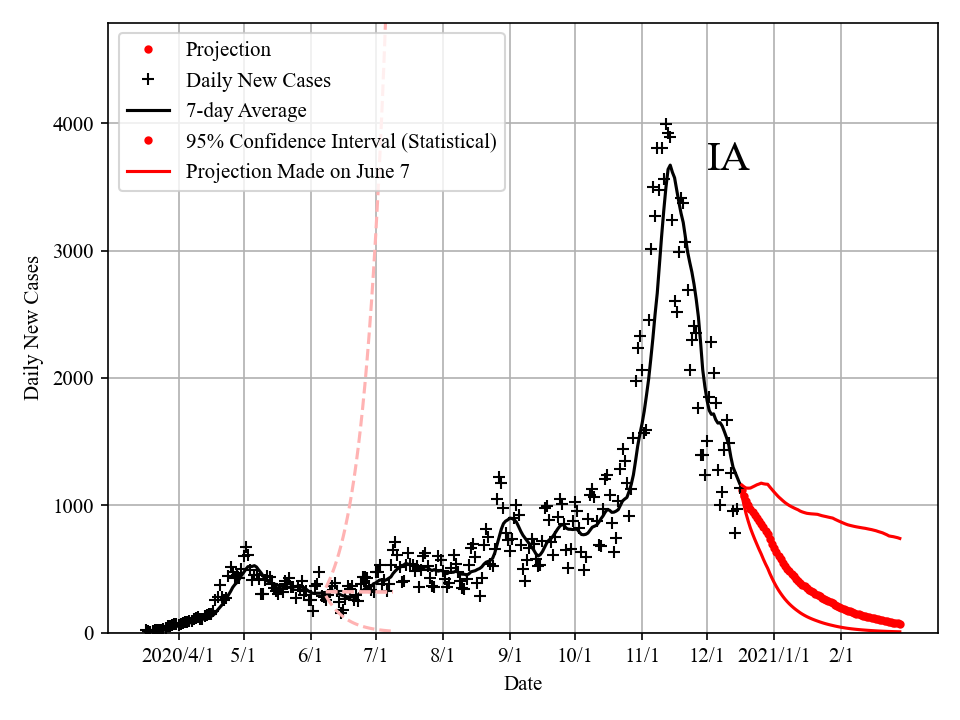 Projection
Daily New Cases
7-day Average
95% Confidence Interval (Statistical)
Projection Made on June 7
IA
4000
3000
2000
1000
0
Daily New Cases
2020/4/1 5/1 6/1 7/1 8/1 9/1 10/1 11/1 12/1 2021/1/1 2/1
Date